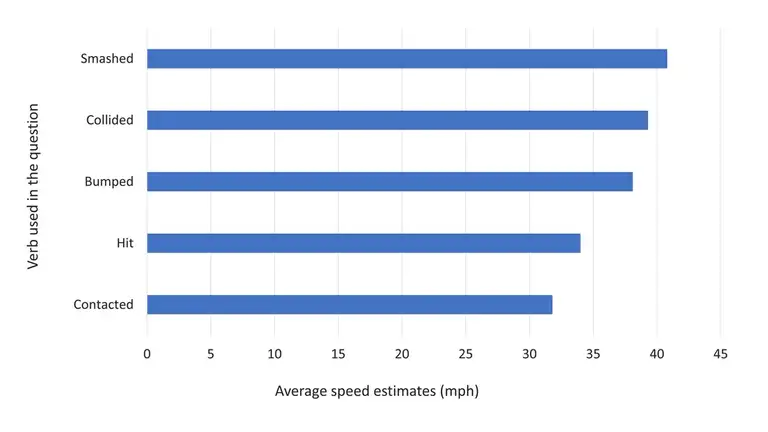 Verb used in the question
Smashed
Collided
Bumped
Hit
Contacted
0 5 10 15 20 25 30 35 40 45
Average speed estimates (mph)